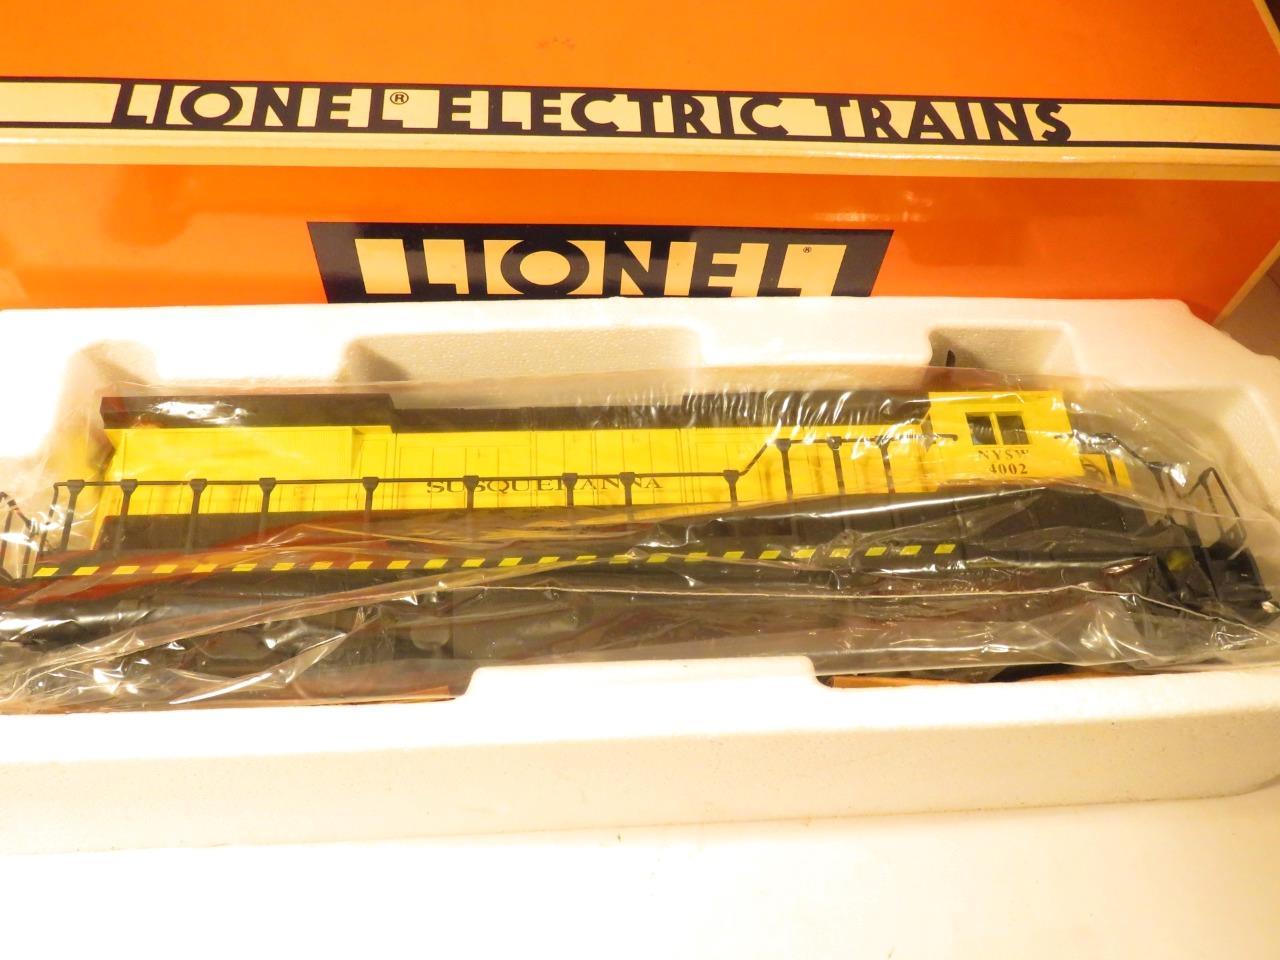 LIONEL® ELECTRIC TRAINS
LIONEL®
NYSW
4002
SUSQUEHANNA